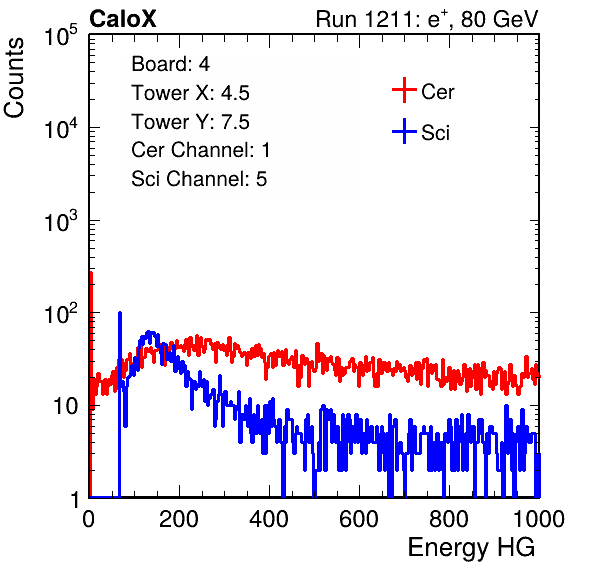 CaloX Run 1211: e⁺, 80 GeV
Counts
10⁵
10⁴
10³
10²
10
1
Board: 4
Tower X: 4.5
Tower Y: 7.5
Cer Channel: 1
Sci Channel: 5
Cer
Sci
0 200 400 600 800 1000
Energy HG